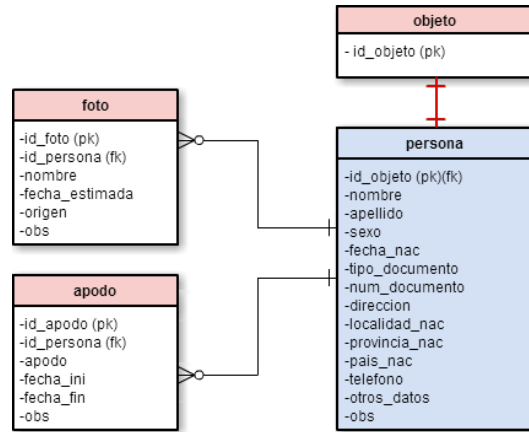 objeto
- id_objeto (pk)
foto
-id_foto (pk)
-id_persona (fk)
-nombre
-fecha_estimada
-origen
-obs
persona
-id_objeto (pk)(fk)
-nombre
-apellido
-sexo
-fecha_nac
-tipo_documento
-num_documento
-direccion
-localidad_nac
-provincia_nac
-pais_nac
-telefono
-otros_datos
-obs
apodo
-id_apodo (pk)
-id_persona (fk)
-apodo
-fecha_ini
-fecha_fin
-obs